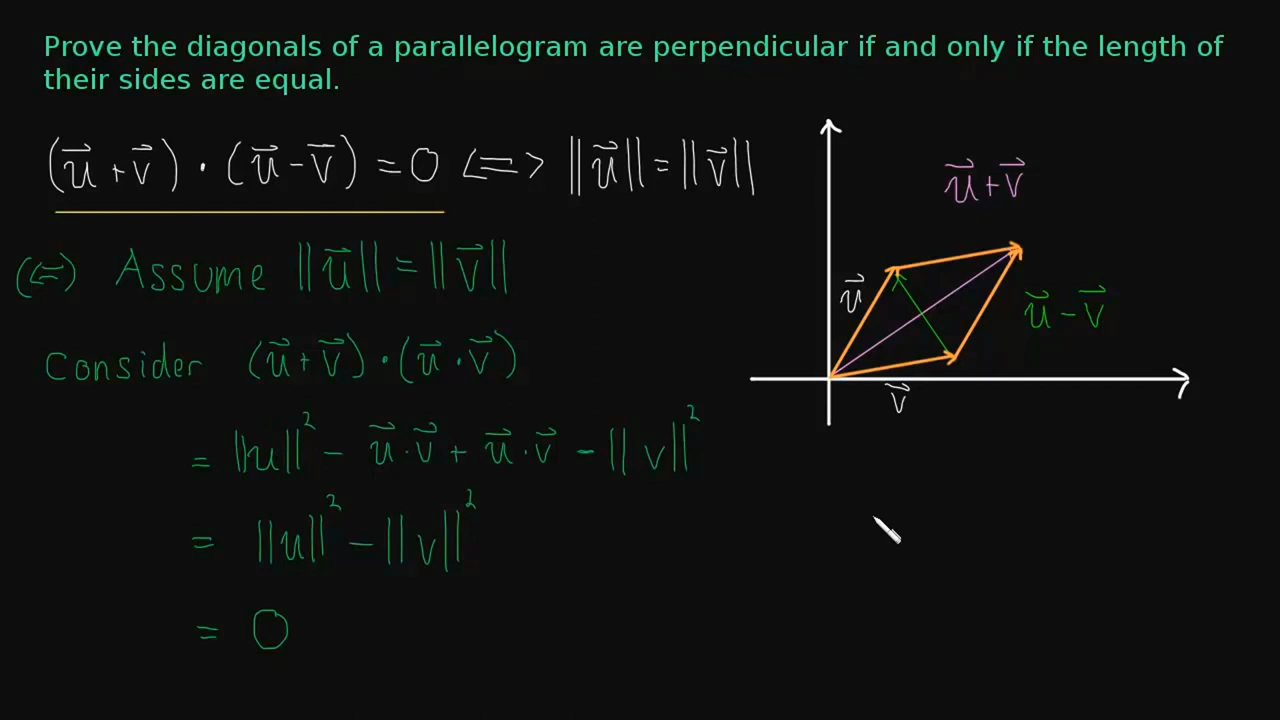 Prove the diagonals of a parallelogram are perpendicular if and only if the length of
their sides are equal.
(u⃗+v⃗)·(u⃗-v⃗)=0 <=> ||u⃗||=||v⃗||
(<=) Assume ||u⃗||=||v⃗||
Consider (u⃗+v⃗)·(u⃗·v⃗)
= ||u||² - u⃗·v⃗ + u⃗·v⃗ - ||v||²
= ||u||² - ||v||²
= 0
u⃗+v⃗
u⃗
u⃗-v⃗
v⃗